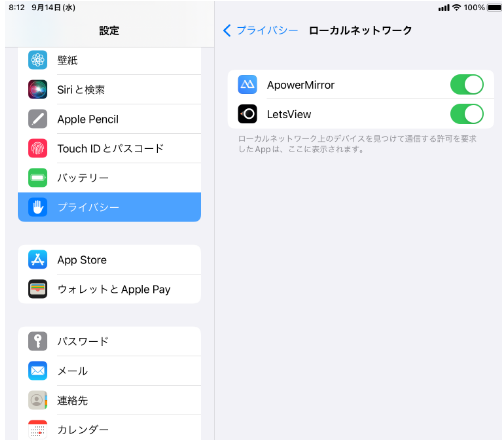 8:12 9月14日(水)
100%
設定
壁紙
Siriと検索
Apple Pencil
Touch IDとパスコード
バッテリー
プライバシー
App Store
ウォレットとApple Pay
パスワード
メール
連絡先
カレンダー
プライバシー ローカルネットワーク
ApowerMirror
LetsView
ローカルネットワーク上のデバイスを見つけて通信する許可を要求
したAppは、ここに表示されます。